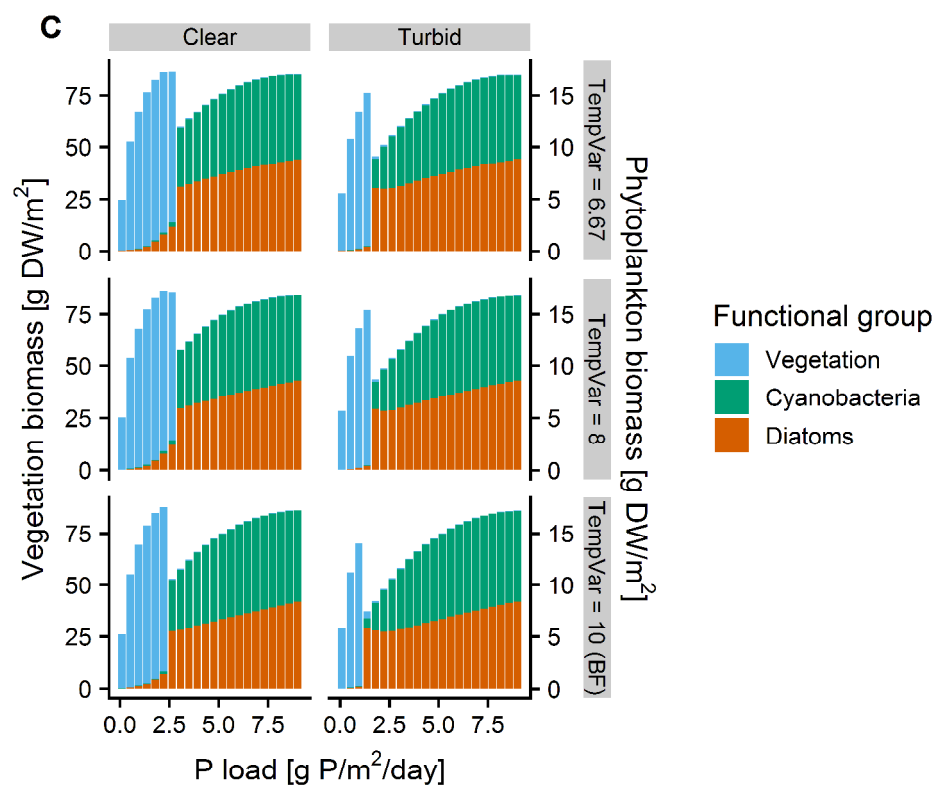 C
Clear
Turbid
Vegetation biomass [g DW/m²]
75
50
25
0
15
10
5
0
TempVar = 6.67
75
50
25
0
15
10
5
0
TempVar = 8
75
50
25
0
15
10
5
0
TempVar = 10 (BF)
Phytoplankton biomass [g DW/m²]
0.0 2.5 5.0 7.5
0.0 2.5 5.0 7.5
P load [g P/m²/day]
Functional group
Vegetation
Cyanobacteria
Diatoms